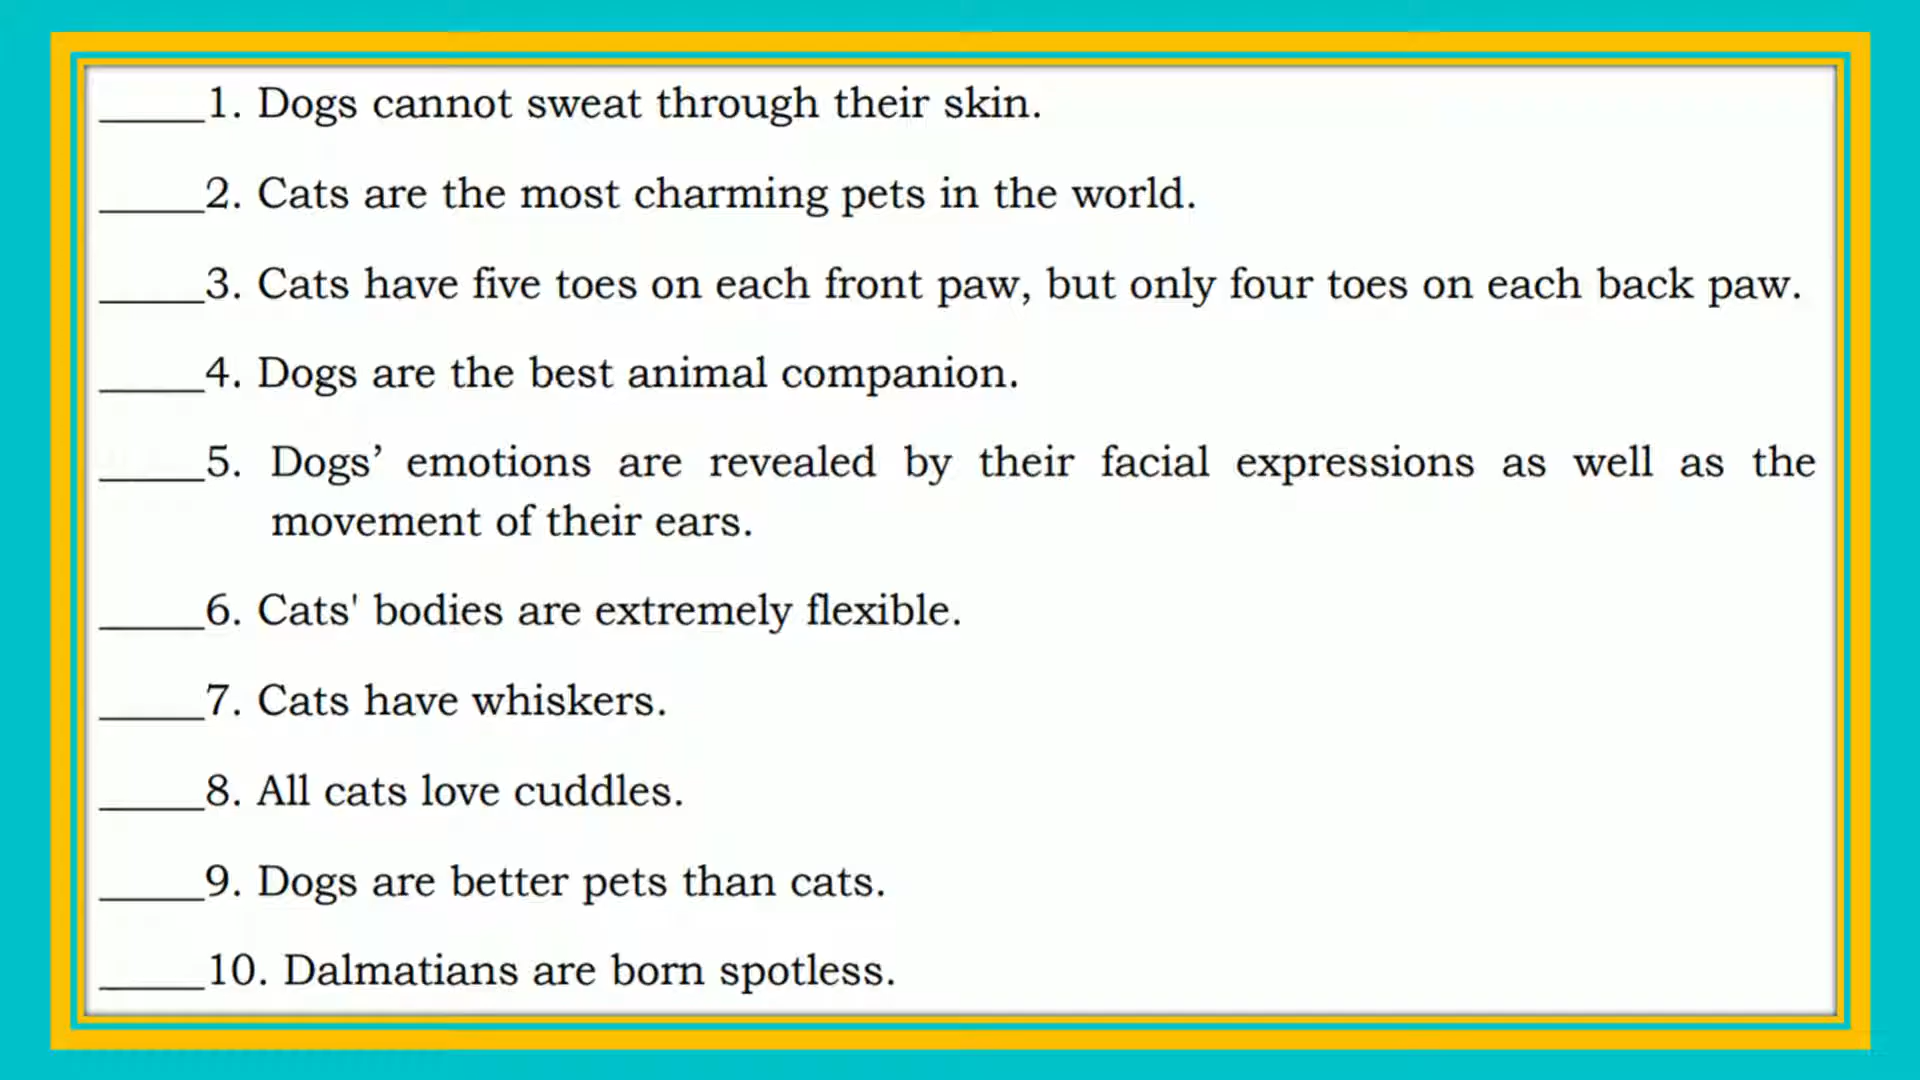 _____1. Dogs cannot sweat through their skin.
_____2. Cats are the most charming pets in the world.
_____3. Cats have five toes on each front paw, but only four toes on each back paw.
_____4. Dogs are the best animal companion.
_____5. Dogs’ emotions are revealed by their facial expressions as well as the
movement of their ears.
_____6. Cats' bodies are extremely flexible.
_____7. Cats have whiskers.
_____8. All cats love cuddles.
_____9. Dogs are better pets than cats.
_____10. Dalmatians are born spotless.